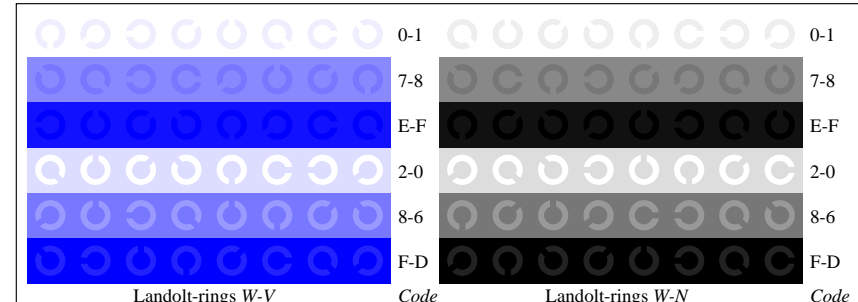 0-1 0-1
7-8 7-8
E-F E-F
2-0 2-0
8-6 8-6
F-D F-D
Landolt-rings W-V Code Landolt-rings W-N Code